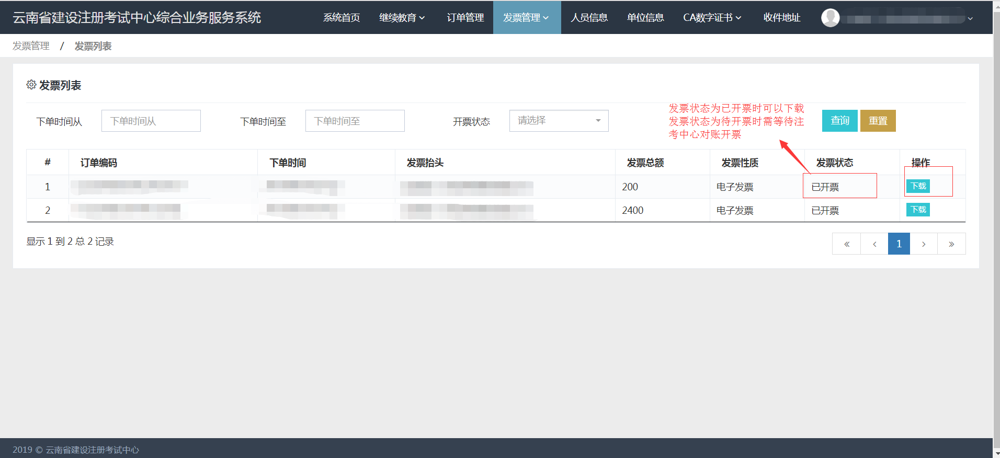 云南省建设注册考试中心综合业务服务系统 系统首页 继续教育 订单管理 发票管理 人员信息 单位信息 CA数字证书 收件地址
发票管理 / 发票列表
发票列表
下单时间从 下单时间从 下单时间至 下单时间至 开票状态 请选择 查询 重置
发票状态为已开票时可以下载
发票状态为待开票时需等待注
考中心对账开票
# 订单编码 下单时间 发票抬头 发票总额 发票性质 发票状态 操作
1 200 电子发票 已开票 下载
2 2400 电子发票 已开票 下载
显示 1 到 2 总 2 记录
« ‹ 1 › »
2019 © 云南省建设注册考试中心